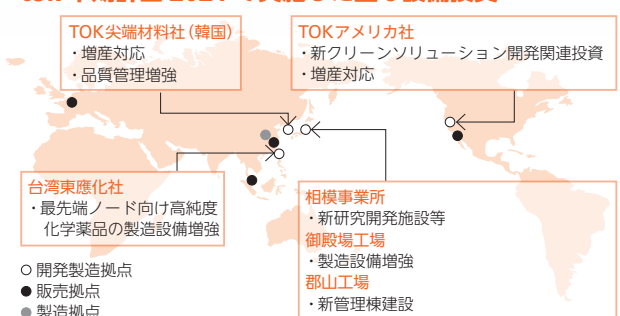 TOK尖端材料社（韓国）
・増産対応
・品質管理増強
TOKアメリカ社
・新クリーンソリューション開発関連投資
・増産対応
台湾東應化社
・最先端ノード向け高純度
化学薬品の製造設備増強
相模事業所
・新研究開発施設等
御殿場工場
・製造設備増強
郡山工場
・新管理棟建設
○ 開発製造拠点
● 販売拠点
● 製造拠点